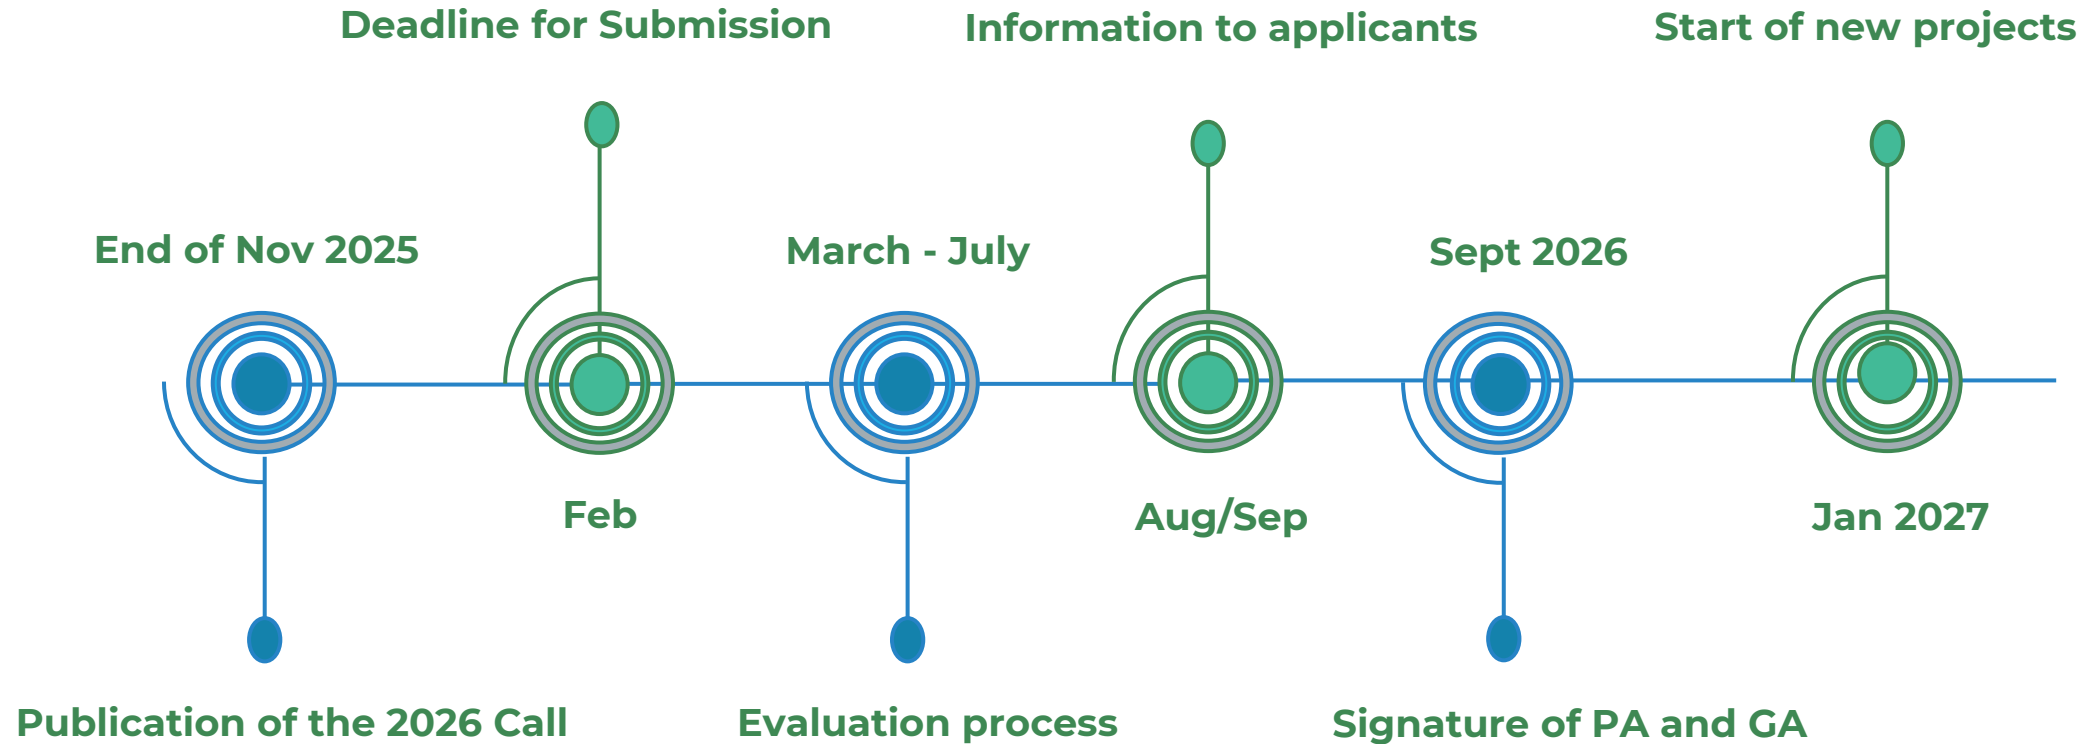 Deadline for Submission
Information to applicants
Start of new projects
End of Nov 2025
March - July
Sept 2026
Feb
Aug/Sep
Jan 2027
Publication of the 2026 Call
Evaluation process
Signature of PA and GA